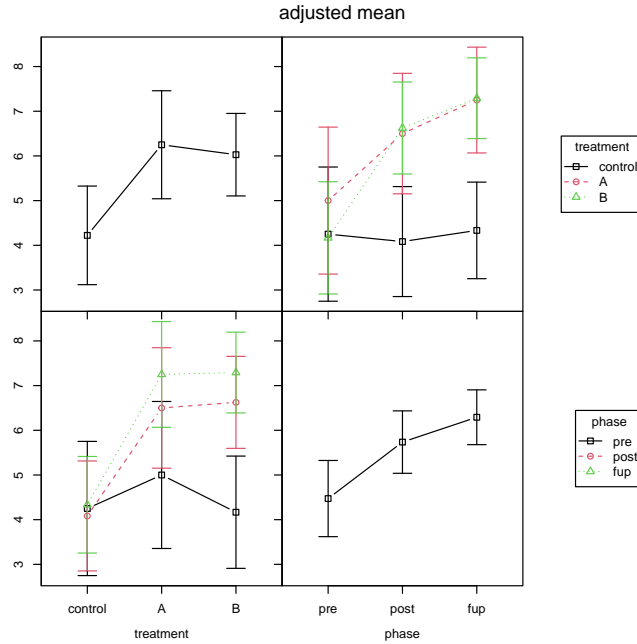 adjusted mean
8
7
6
5
4
3
treatment
control
A
B
8
7
6
5
4
3
phase
pre
post
fup
control A B
pre post fup
treatment
phase